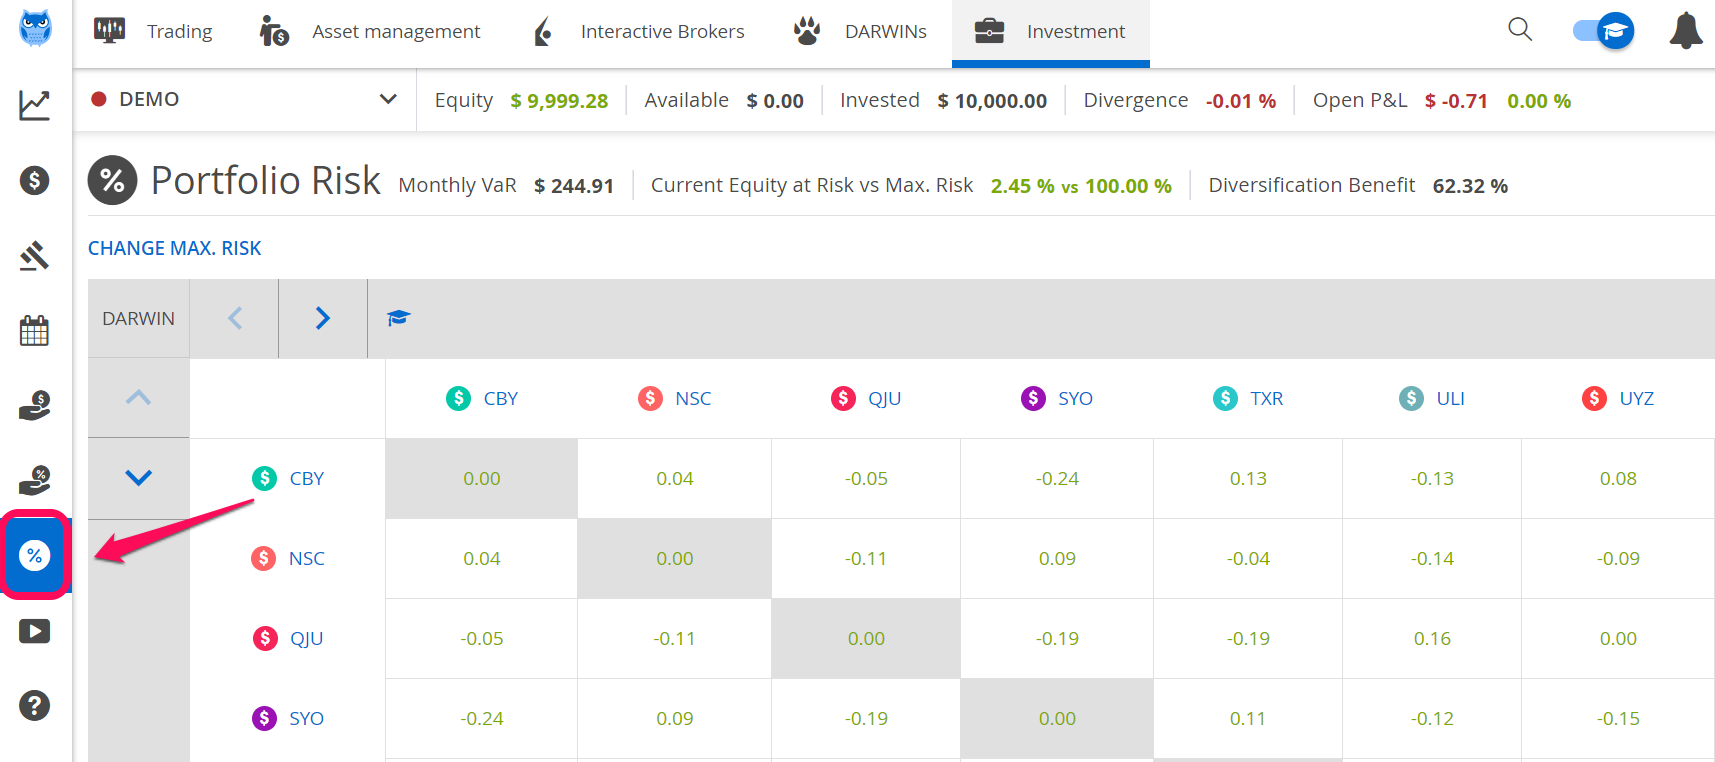 Trading Asset management Interactive Brokers DARWINs Investment
DEMO Equity $ 9,999.28 Available $ 0.00 Invested $ 10,000.00 Divergence -0.01 % Open P&L $ -0.71 0.00 %
% Portfolio Risk Monthly VaR $ 244.91 Current Equity at Risk vs Max. Risk 2.45 % vs 100.00 % Diversification Benefit 62.32 %
CHANGE MAX. RISK
DARWIN
$ CBY $ NSC $ QJU $ SYO $ TXR $ ULI $ UYZ
$ CBY 0.00 0.04 -0.05 -0.24 0.13 -0.13 0.08
$ NSC 0.04 0.00 -0.11 0.09 -0.04 -0.14 -0.09
$ QJU -0.05 -0.11 0.00 -0.19 -0.19 0.16 0.00
$ SYO -0.24 0.09 -0.19 0.00 0.11 -0.12 -0.15
$
$
%
%
?